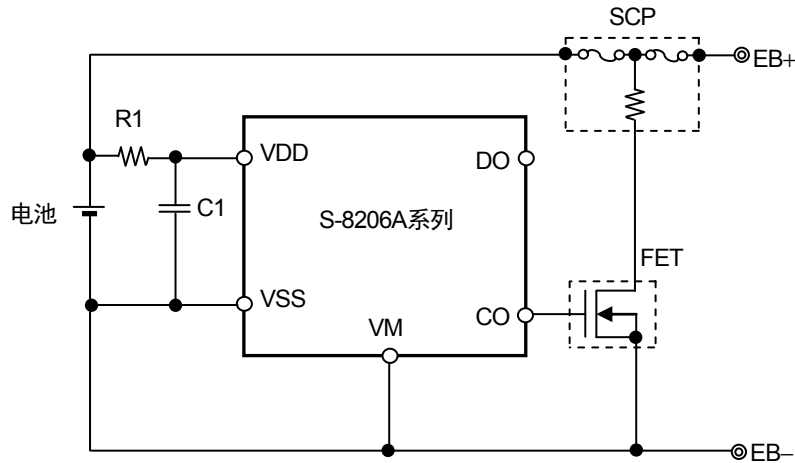 SCP
EB+
R1
VDD
DO
电池
C1
S-8206A系列
FET
VSS
VM
CO
EB−